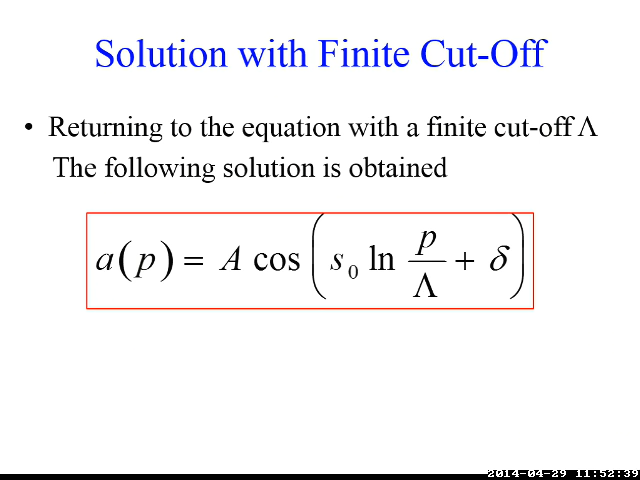 Solution with Finite Cut-Off
• Returning to the equation with a finite cut-off Λ
The following solution is obtained
a(p) = A cos ( s₀ ln p/Λ + δ )
2014-04-29 11:52:39